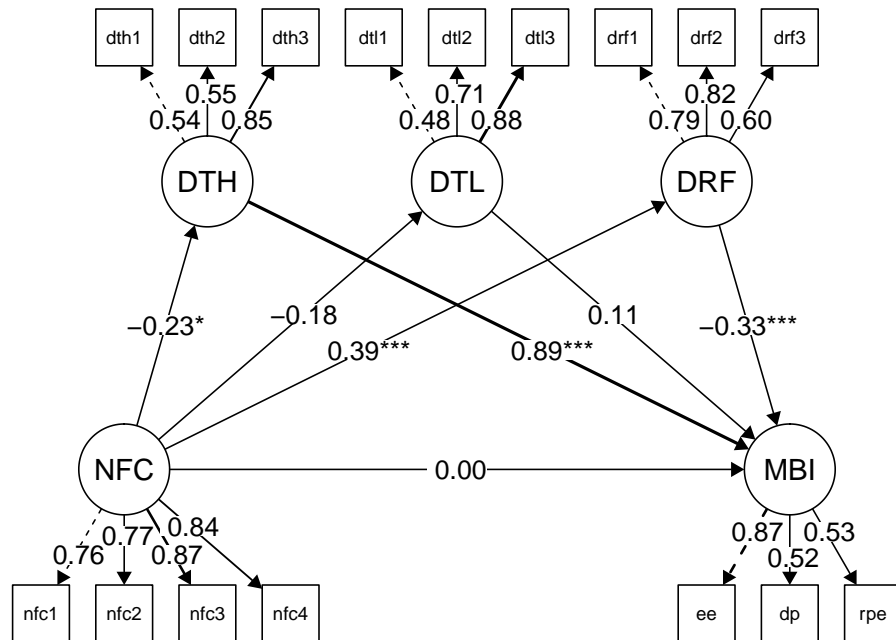 dth1 dth2 dth3 dtl1 dtl2 dtl3 drf1 drf2 drf3
0.55 0.71 0.82
0.54 0.85 0.48 0.88 0.79 0.60
DTH DTL DRF
−0.23* −0.18 0.11 −0.33***
0.39*** 0.89***
NFC 0.00 MBI
0.76 0.77 0.87 0.84 0.87 0.52 0.53
nfc1 nfc2 nfc3 nfc4 ee dp rpe